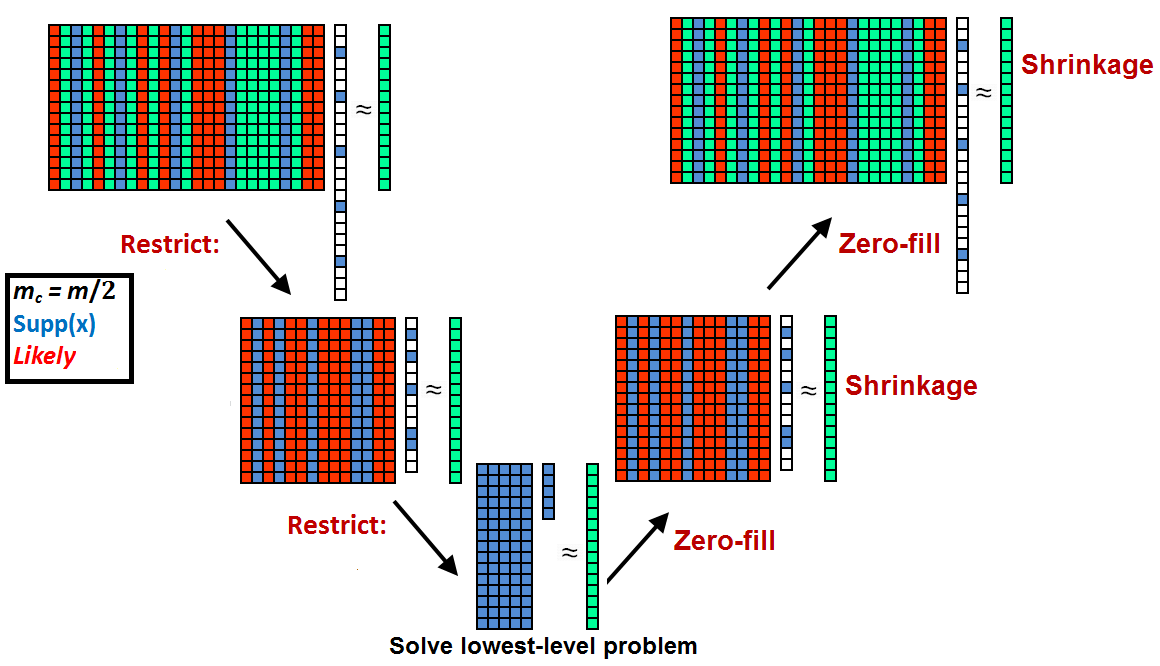 ≈
≈
Shrinkage
Restrict:
Zero-fill
m_c = m/2
Supp(x)
Likely
≈
≈
Shrinkage
Restrict:
≈
Zero-fill
Solve lowest-level problem